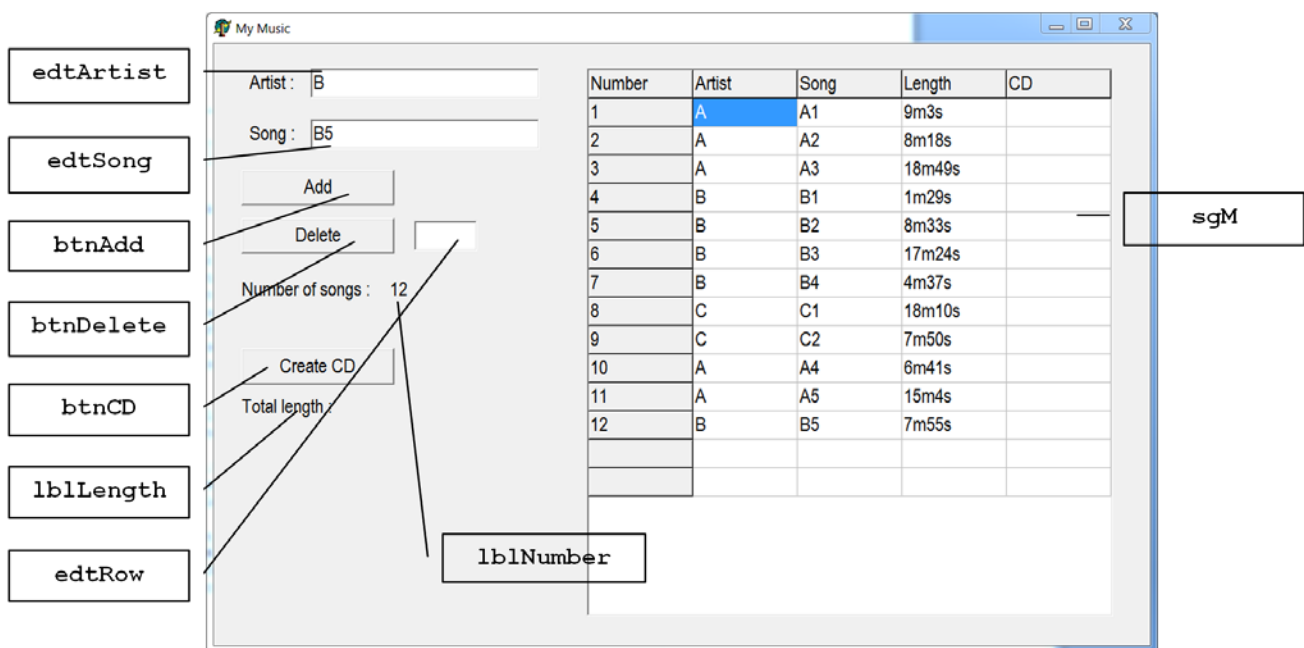 My Music
edtArtist
Artist :
B
edtSong
Song :
B5
btnAdd
Add
btnDelete
Delete
Number of songs :
12
btnCD
Create CD
lblLength
Total length :
edtRow
lblNumber
sgM
Number Artist Song Length CD
1 A A1 9m3s
2 A A2 8m18s
3 A A3 18m49s
4 B B1 1m29s
5 B B2 8m33s
6 B B3 17m24s
7 B B4 4m37s
8 C C1 18m10s
9 C C2 7m50s
10 A A4 6m41s
11 A A5 15m4s
12 B B5 7m55s